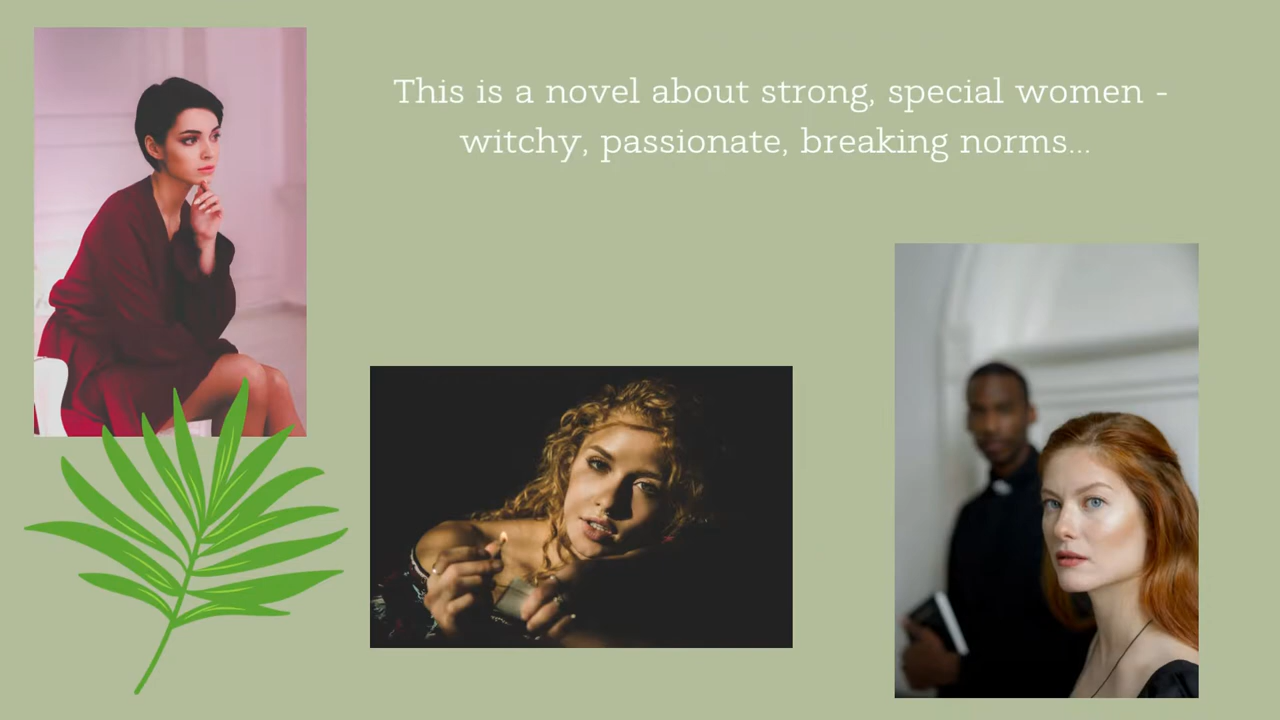 This is a novel about strong, special women -
witchy, passionate, breaking norms...